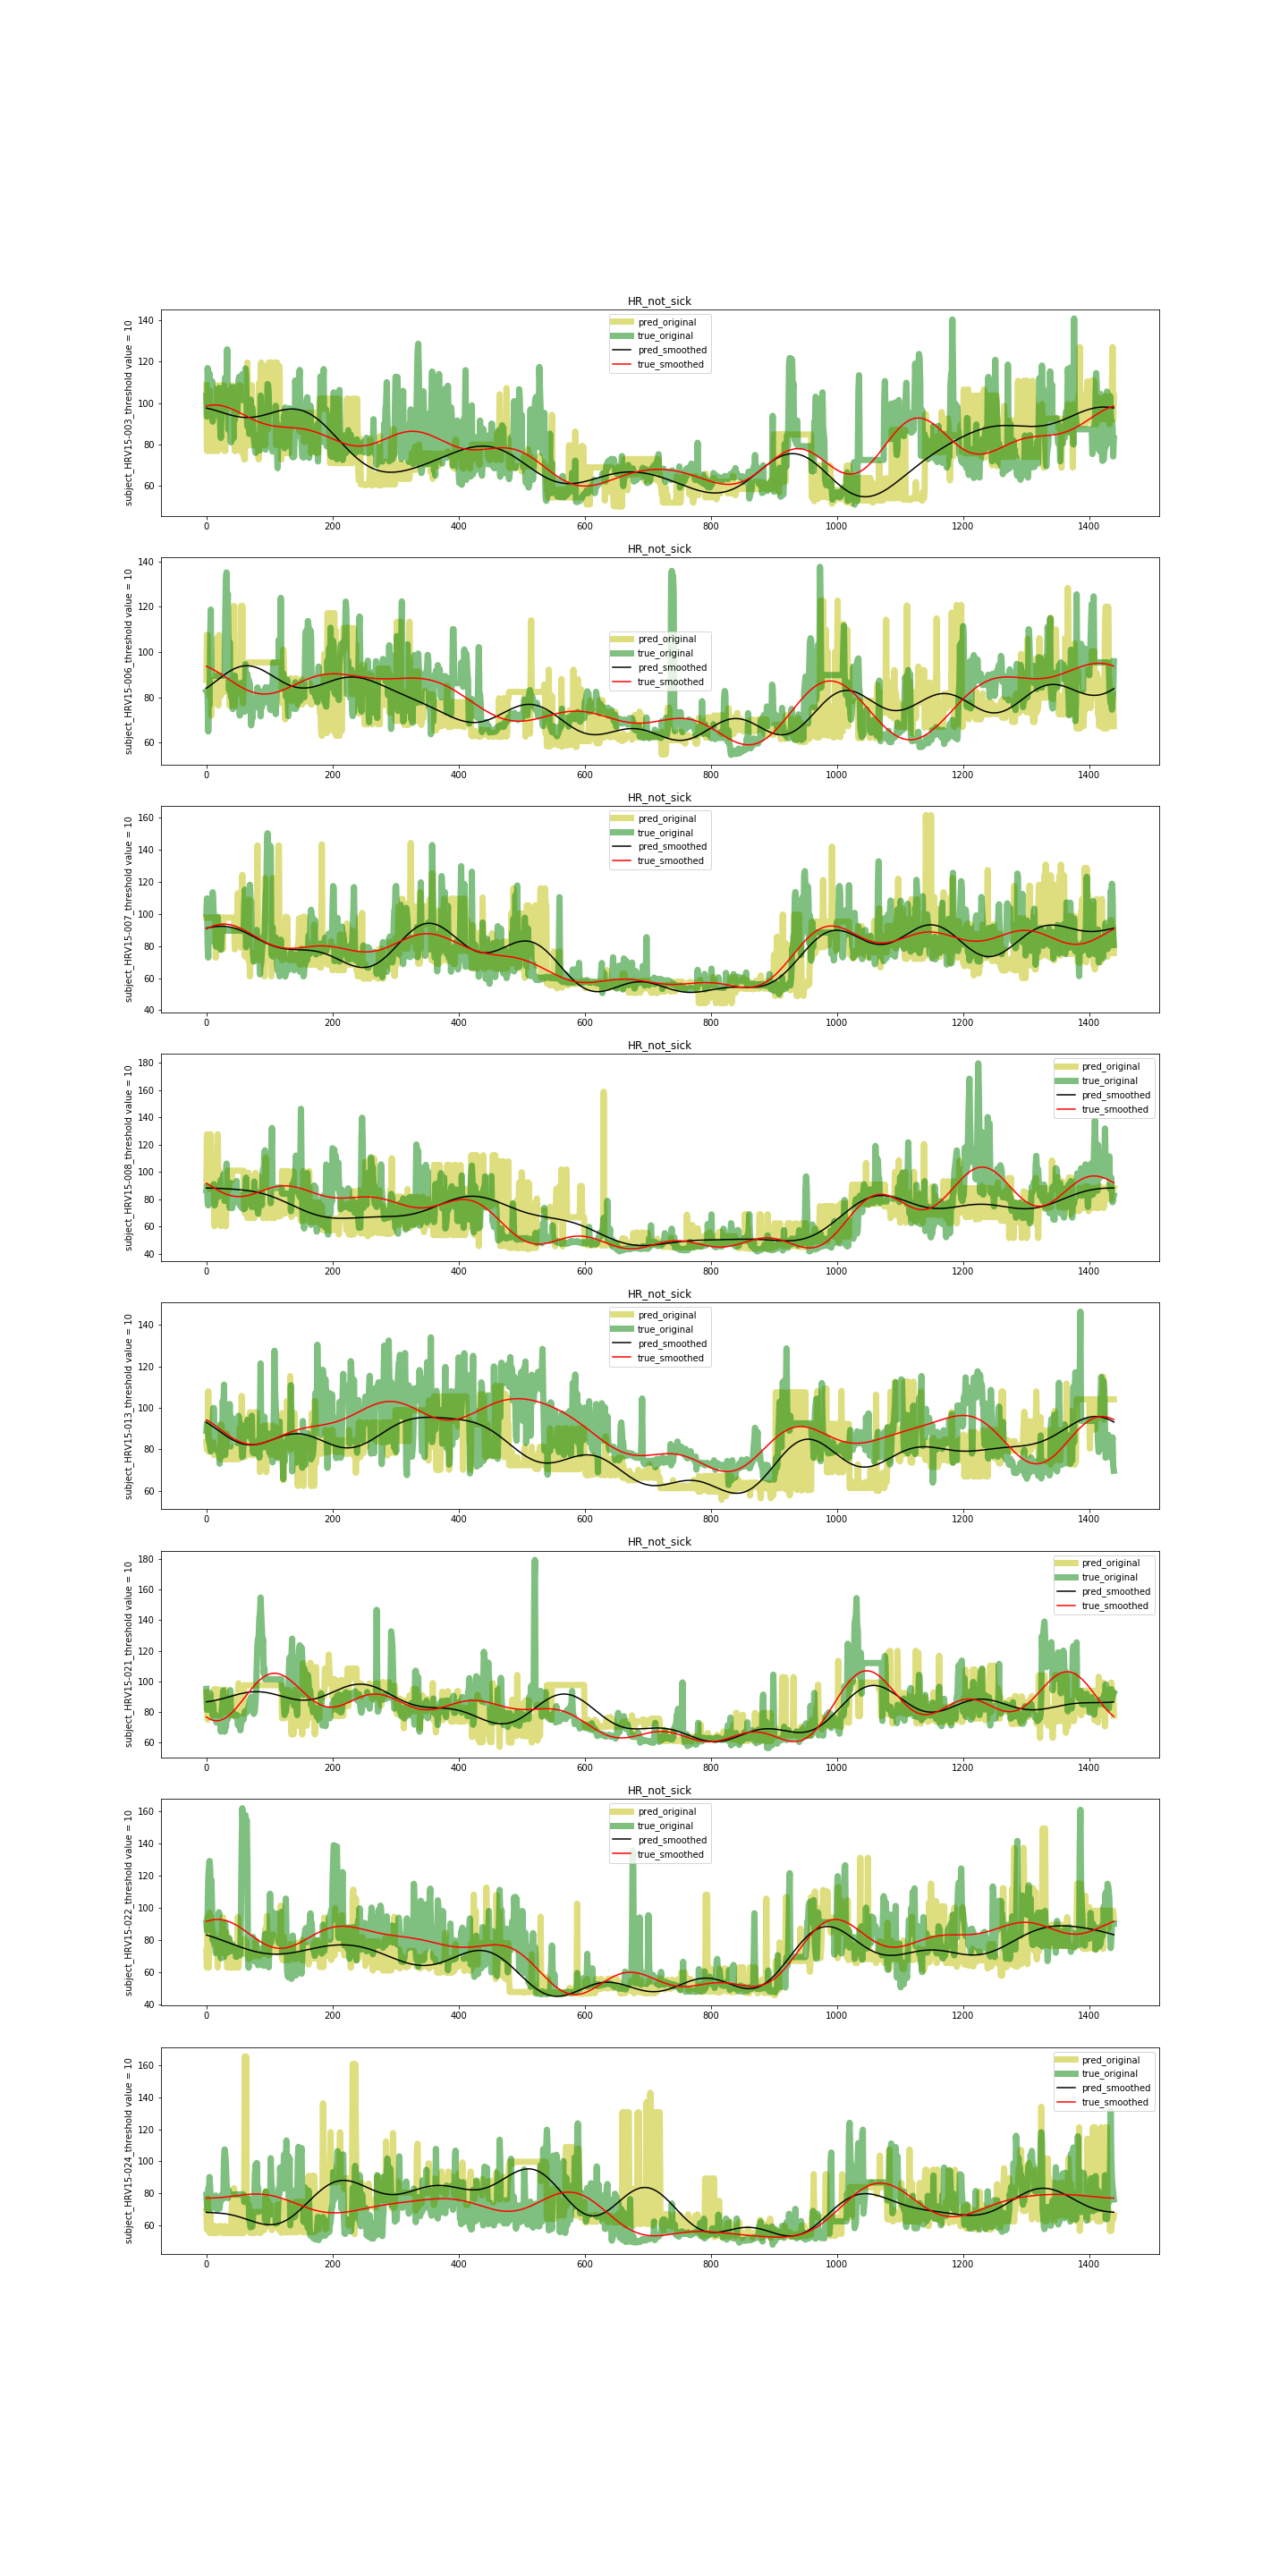 HR_not_sick
subject_HRV15-003_threshold value = 10
140
120
100
80
60
pred_original
true_original
pred_smoothed
true_smoothed
0 200 400 600 800 1000 1200 1400
HR_not_sick
subject_HRV15-006_threshold value = 10
140
120
100
80
60
pred_original
true_original
pred_smoothed
true_smoothed
0 200 400 600 800 1000 1200 1400
HR_not_sick
subject_HRV15-007_threshold value = 10
160
140
120
100
80
60
40
pred_original
true_original
pred_smoothed
true_smoothed
0 200 400 600 800 1000 1200 1400
HR_not_sick
subject_HRV15-008_threshold value = 10
180
160
140
120
100
80
60
40
pred_original
true_original
pred_smoothed
true_smoothed
0 200 400 600 800 1000 1200 1400
HR_not_sick
subject_HRV15-013_threshold value = 10
140
120
100
80
60
pred_original
true_original
pred_smoothed
true_smoothed
0 200 400 600 800 1000 1200 1400
HR_not_sick
subject_HRV15-021_threshold value = 10
180
160
140
120
100
80
60
pred_original
true_original
pred_smoothed
true_smoothed
0 200 400 600 800 1000 1200 1400
HR_not_sick
subject_HRV15-022_threshold value = 10
160
140
120
100
80
60
40
pred_original
true_original
pred_smoothed
true_smoothed
0 200 400 600 800 1000 1200 1400
subject_HRV15-024_threshold value = 10
160
140
120
100
80
60
pred_original
true_original
pred_smoothed
true_smoothed
0 200 400 600 800 1000 1200 1400